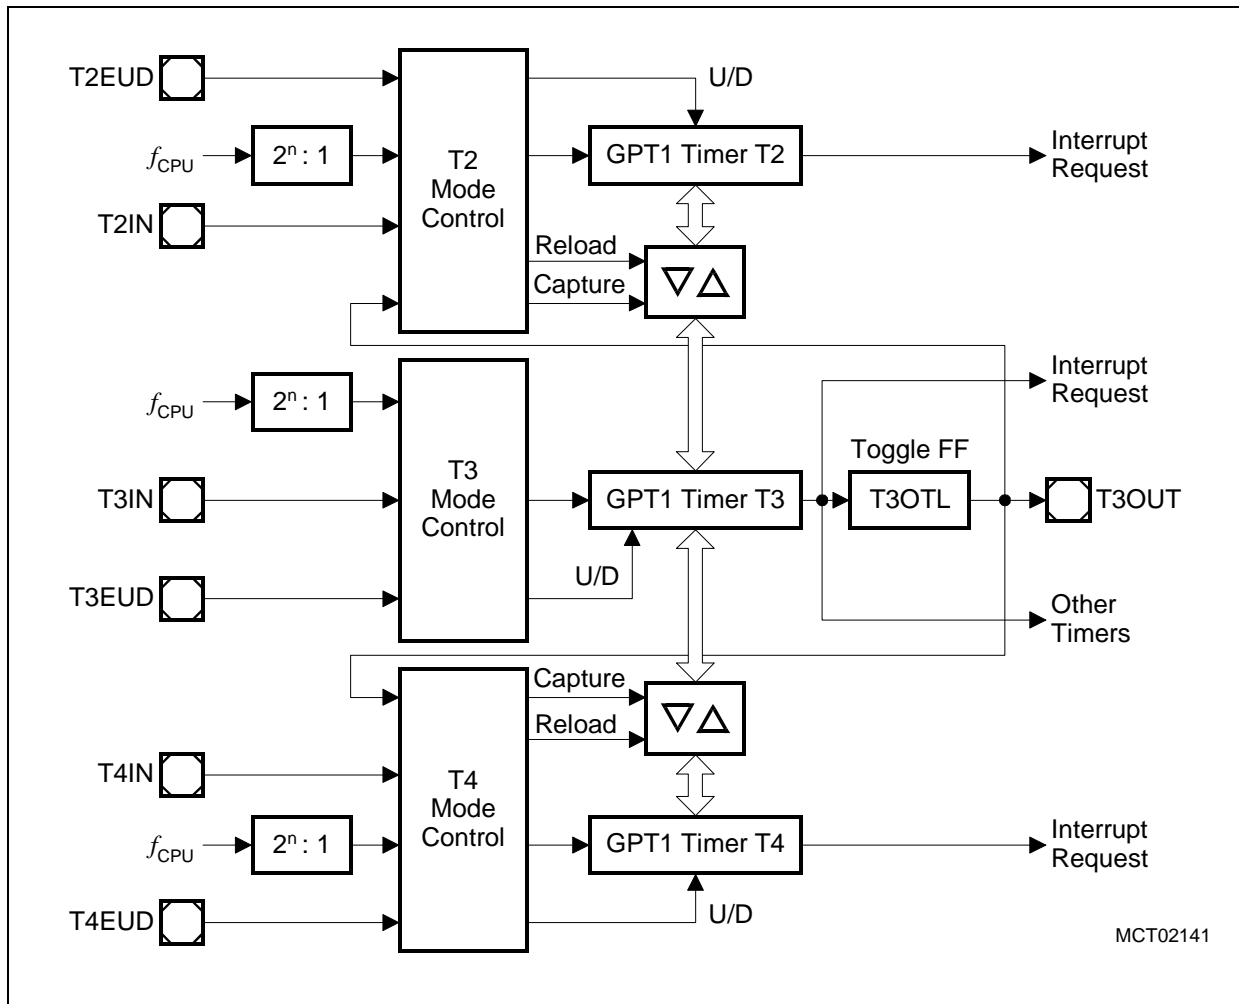 T2EUD
U/D
fCPU
2ⁿ : 1
T2
Mode
Control
GPT1 Timer T2
Interrupt
Request
T2IN
Reload
Capture
fCPU
2ⁿ : 1
Interrupt
Request
T3
Mode
Control
Toggle FF
T3IN
GPT1 Timer T3
T3OTL
T3OUT
U/D
T3EUD
Other
Timers
Capture
Reload
T4IN
T4
Mode
Control
fCPU
2ⁿ : 1
GPT1 Timer T4
Interrupt
Request
T4EUD
U/D
MCT02141